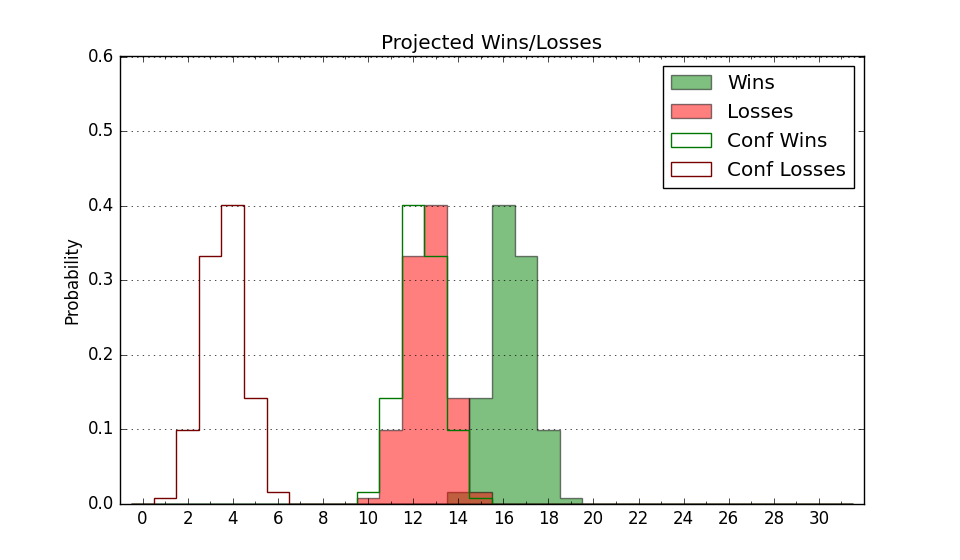 Projected Wins/Losses
Wins
Losses
Conf Wins
Conf Losses
Probability
0.6
0.5
0.4
0.3
0.2
0.1
0.0
0 2 4 6 8 10 12 14 16 18 20 22 24 26 28 30